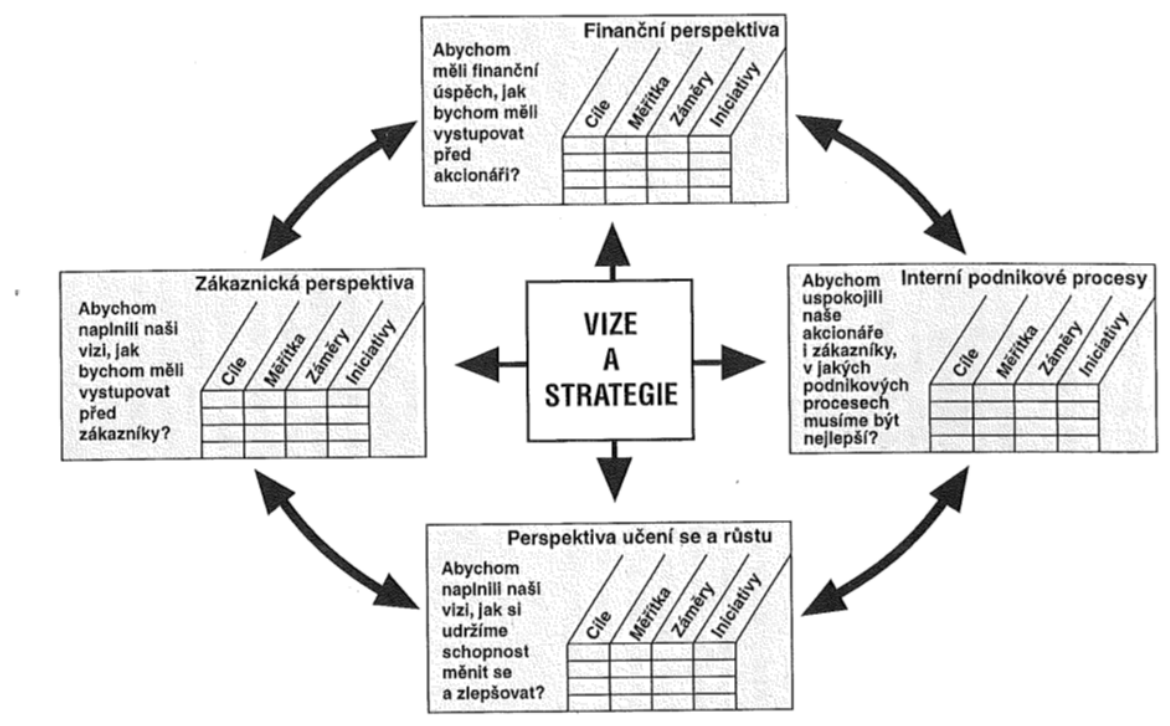 Finanční perspektiva
Abychom
měli finanční
úspěch, jak
bychom měli
vystupovat
před
akcionáři?
Cíle
Měřítka
Záměry
Iniciativy
Zákaznická perspektiva
Abychom
naplnili naši
vizi, jak
bychom měli
vystupovat
před
zákazníky?
Cíle
Měřítka
Záměry
Iniciativy
VIZE
A
STRATEGIE
Interní podnikové procesy
Abychom
uspokojili
naše
akcionáře
i zákazníky,
v jakých
podnikových
procesech
musíme být
nejlepší?
Cíle
Měřítka
Záměry
Iniciativy
Perspektiva učení se a růstu
Abychom
naplnili naši
vizi, jak si
udržíme
schopnost
měnit se
a zlepšovat?
Cíle
Měřítka
Záměry
Iniciativy